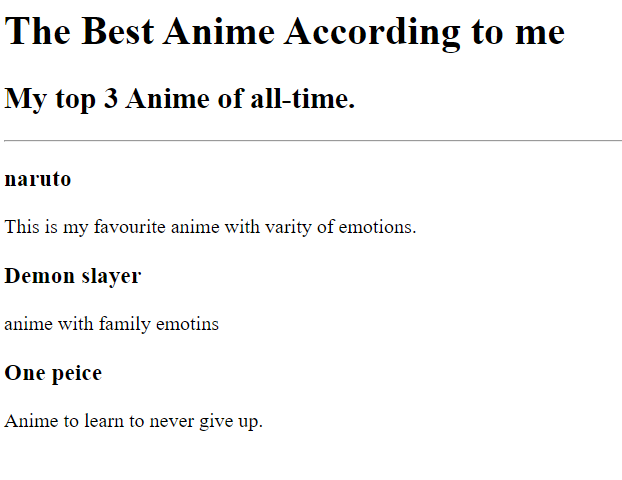 The Best Anime According to me
My top 3 Anime of all-time.
naruto
This is my favourite anime with varity of emotions.
Demon slayer
anime with family emotins
One peice
Anime to learn to never give up.